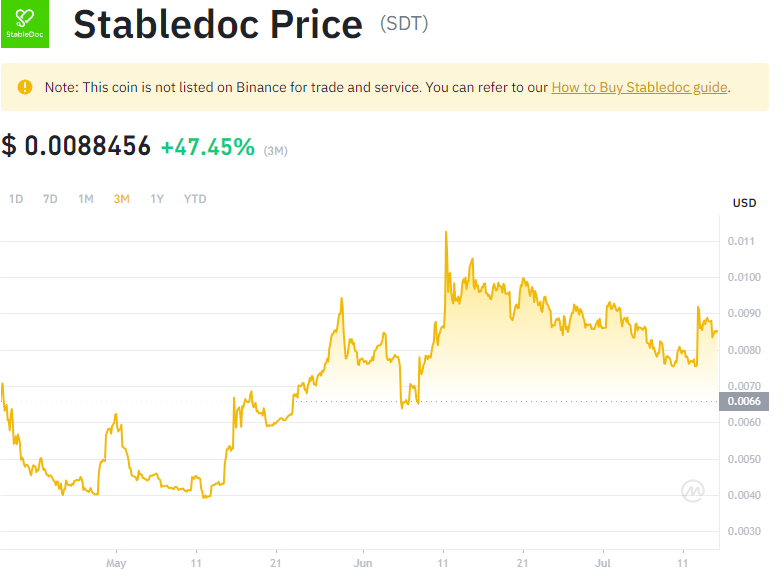 Stabledoc Price (SDT)
StableDoc
Note: This coin is not listed on Binance for trade and service. You can refer to our How to Buy Stabledoc guide.
$ 0.0088456 +47.45% (3M)
1D 7D 1M 3M 1Y YTD
USD
0.011
0.0100
0.0090
0.0080
0.0070
0.0066
0.0060
0.0050
0.0040
0.0030
May 11 21 Jun 11 21 Jul 11